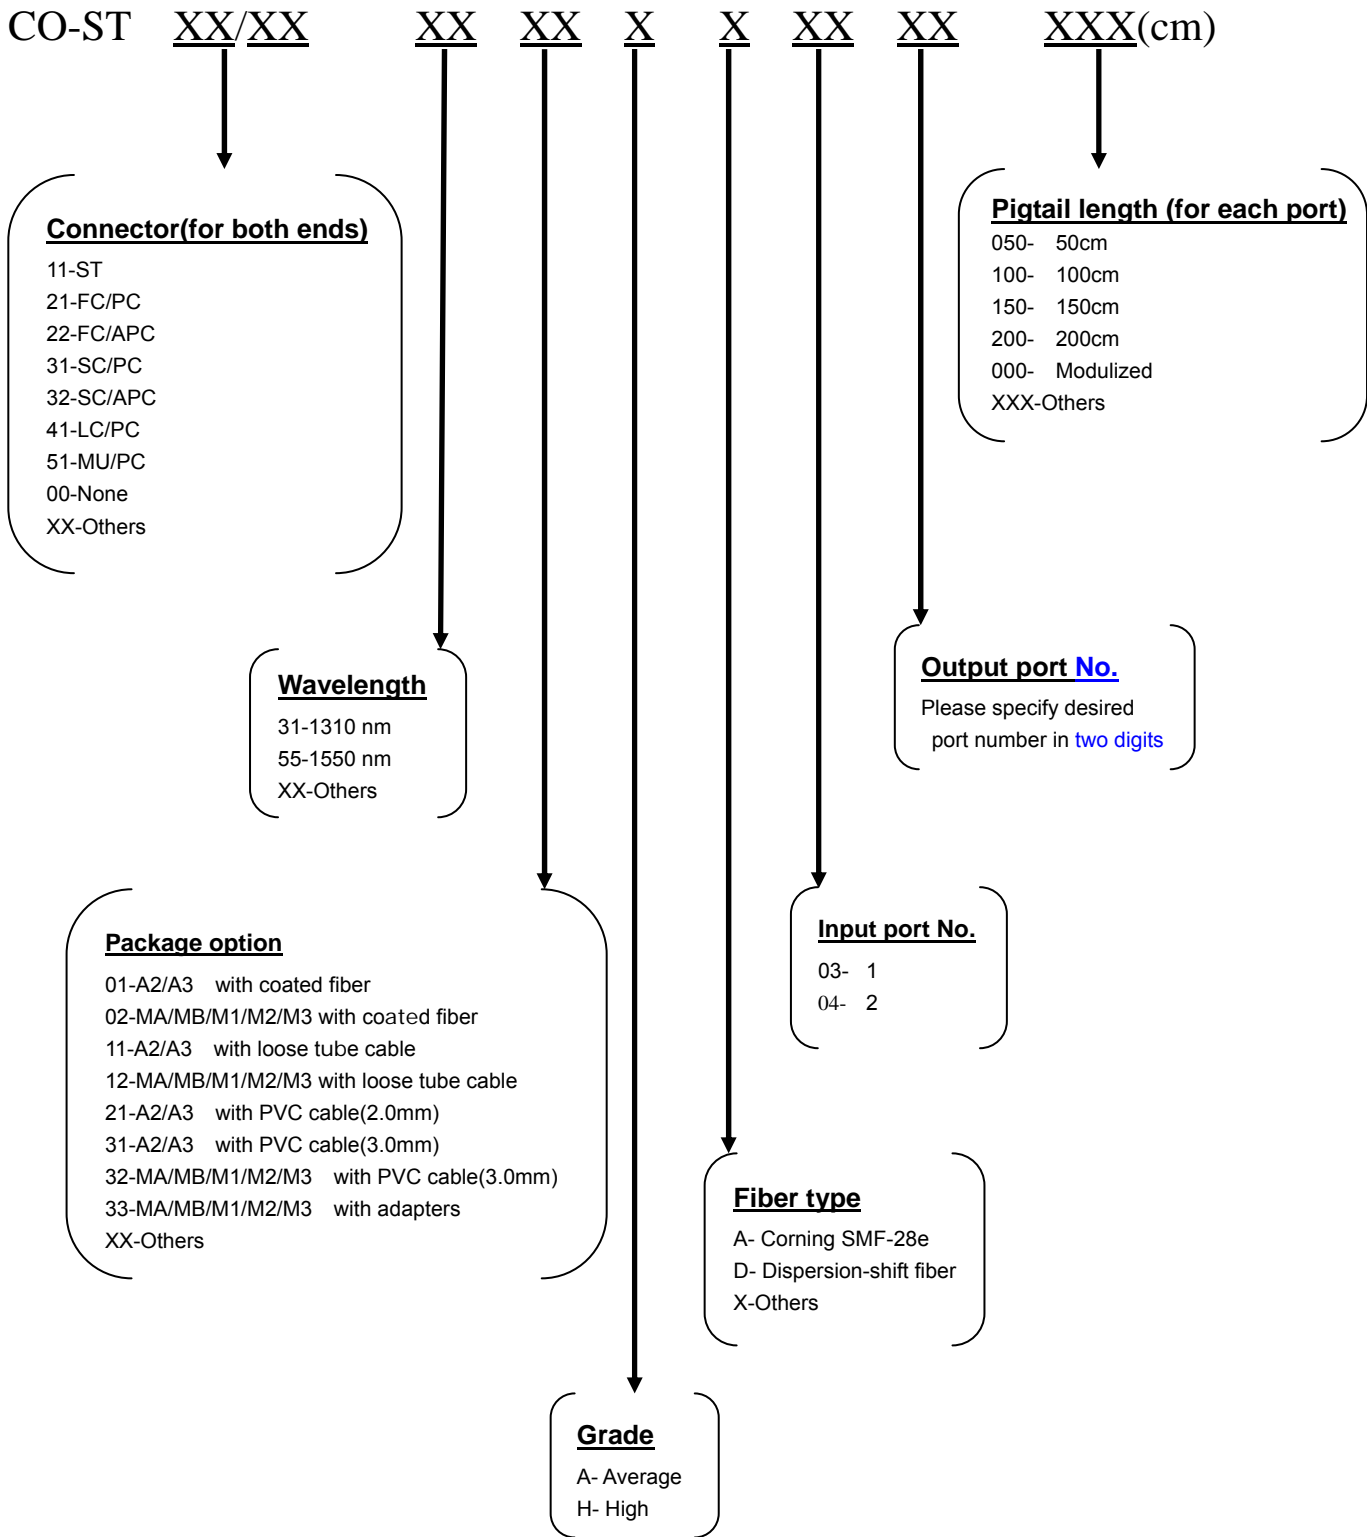 CO-ST XX/XX XX XX X X XX XX XXX(cm)
Connector(for both ends)
11-ST
21-FC/PC
22-FC/APC
31-SC/PC
32-SC/APC
41-LC/PC
51-MU/PC
00-None
XX-Others
Pigtail length (for each port)
050- 50cm
100- 100cm
150- 150cm
200- 200cm
000- Modulized
XXX-Others
Wavelength
31-1310 nm
55-1550 nm
XX-Others
Output port No.
Please specify desired
port number in two digits
Package option
01-A2/A3 with coated fiber
02-MA/MB/M1/M2/M3 with coated fiber
11-A2/A3 with loose tube cable
12-MA/MB/M1/M2/M3 with loose tube cable
21-A2/A3 with PVC cable(2.0mm)
31-A2/A3 with PVC cable(3.0mm)
32-MA/MB/M1/M2/M3 with PVC cable(3.0mm)
33-MA/MB/M1/M2/M3 with adapters
XX-Others
Input port No.
03- 1
04- 2
Fiber type
A- Corning SMF-28e
D- Dispersion-shift fiber
X-Others
Grade
A- Average
H- High